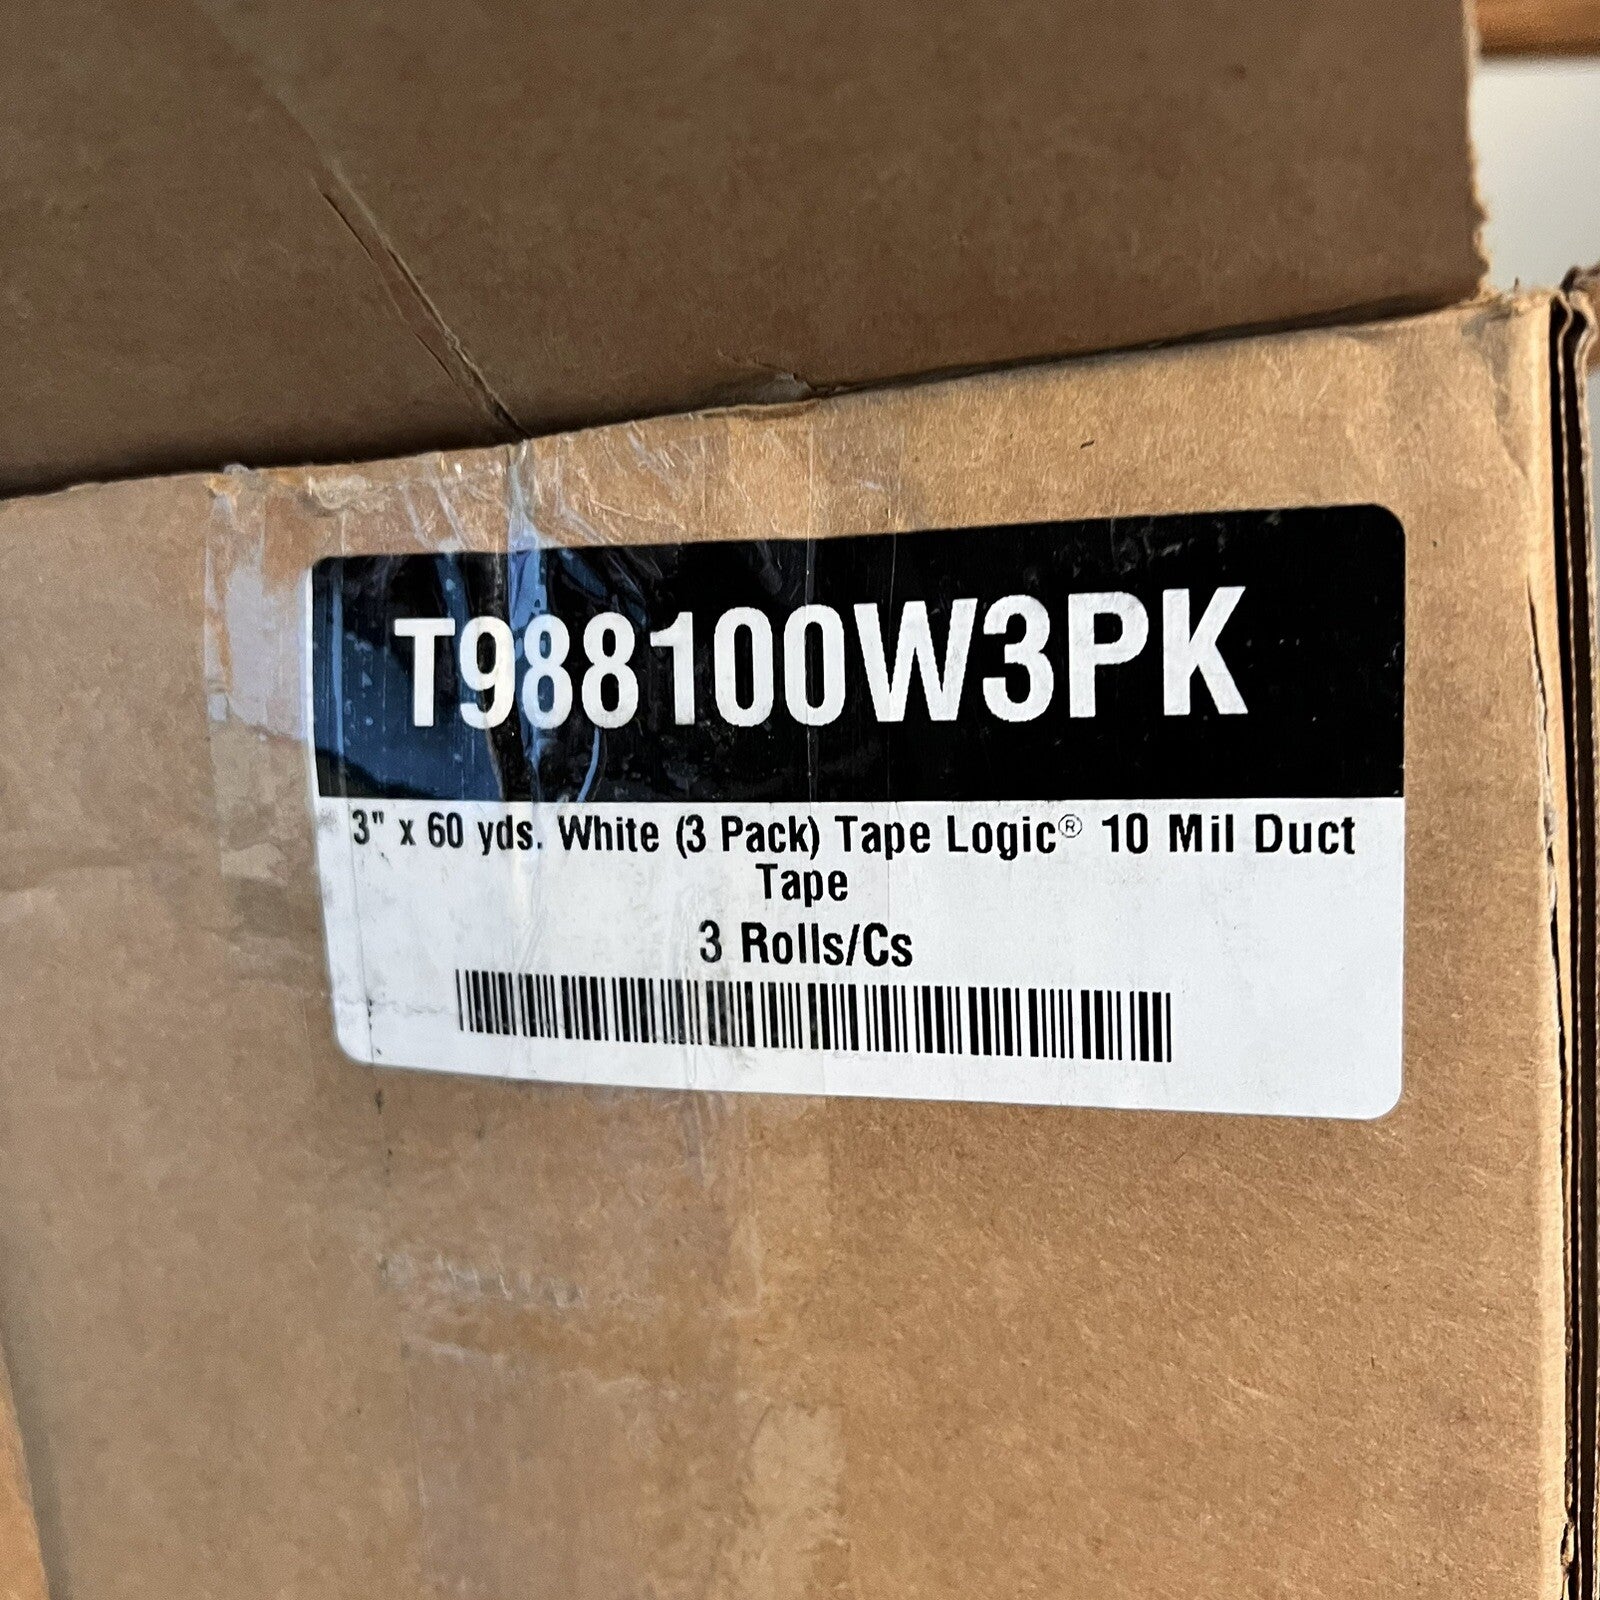 T988100W3PK
3" x 60 yds. White (3 Pack) Tape Logic® 10 Mil Duct
Tape
3 Rolls/Cs